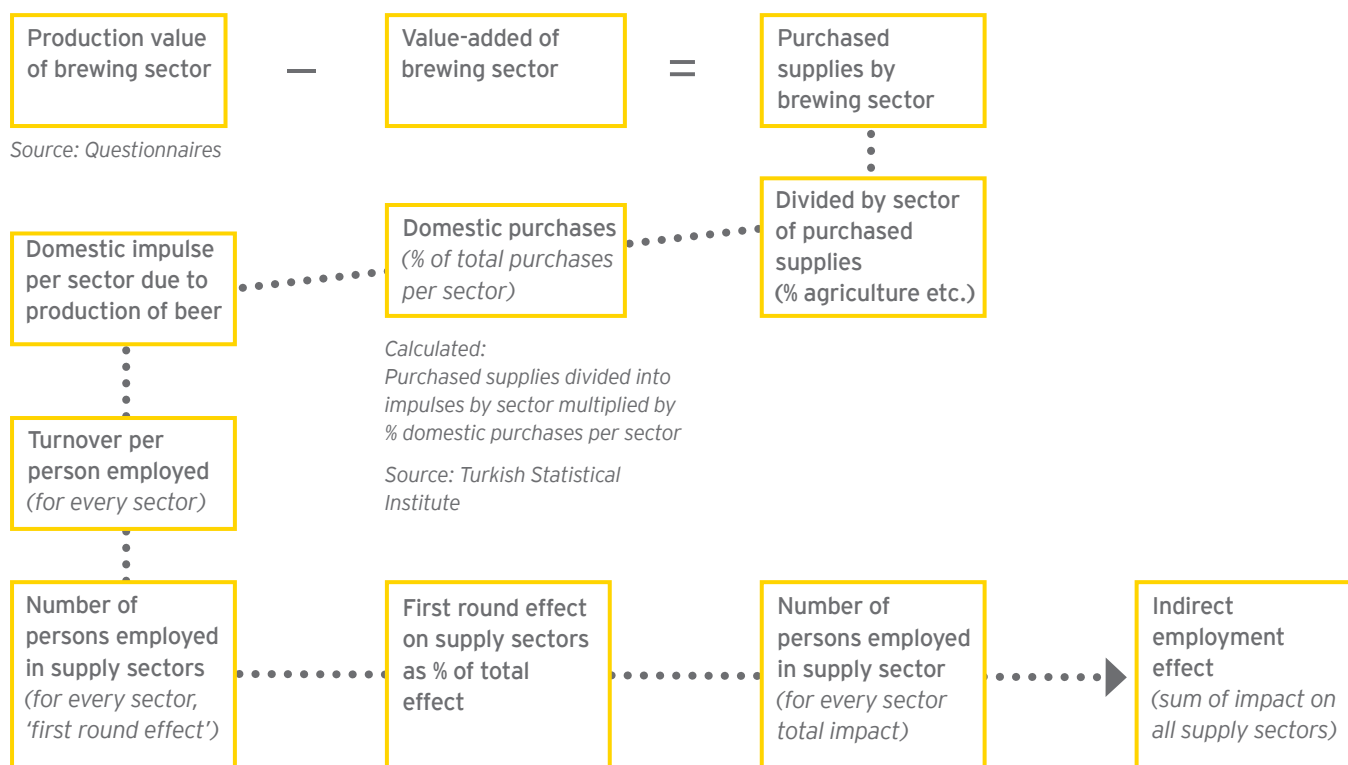 Production value
of brewing sector
–
Value-added of
brewing sector
=
Purchased
supplies by
brewing sector
Source: Questionnaires
Divided by sector
of purchased
supplies
(% agriculture etc.)
Domestic purchases
(% of total purchases
per sector)
Domestic impulse
per sector due to
production of beer
Calculated:
Purchased supplies divided into
impulses by sector multiplied by
% domestic purchases per sector
Source: Turkish Statistical
Institute
Turnover per
person employed
(for every sector)
Number of
persons employed
in supply sectors
(for every sector,
‘first round effect’)
First round effect
on supply sectors
as % of total
effect
Number of
persons employed
in supply sector
(for every sector
total impact)
Indirect
employment
effect
(sum of impact on
all supply sectors)